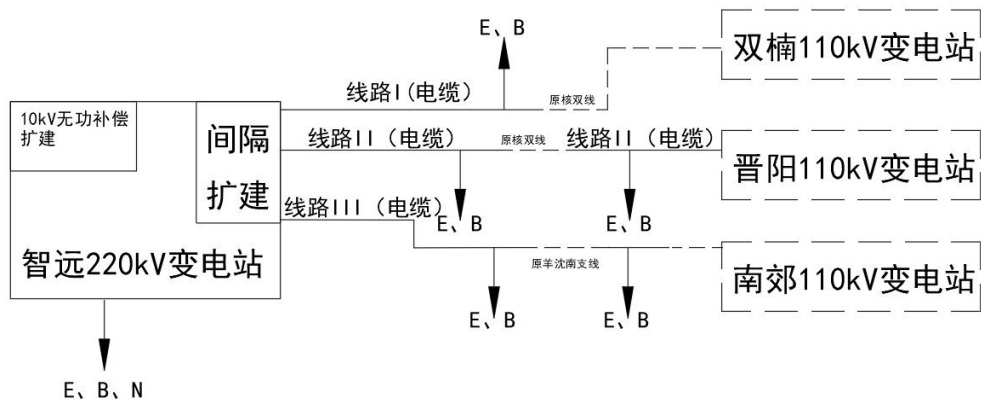 E、B
双楠110kV变电站
线路I(电缆)
原核双线
10kV无功补偿
扩建
间隔
扩建
线路II（电缆）
原核双线
线路II（电缆）
晋阳110kV变电站
E、B
E、B
线路III（电缆）
智远220kV变电站
原羊沈南支线
南郊110kV变电站
E、B
E、B
E、B、N